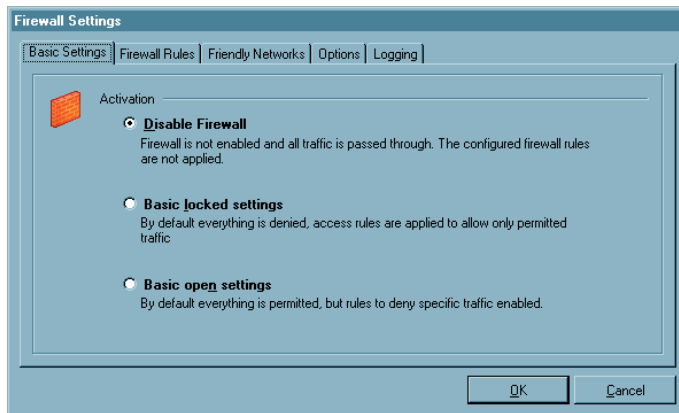 Firewall Settings
Basic Settings
Firewall Rules
Friendly Networks
Options
Logging
Activation
Disable Firewall
Firewall is not enabled and all traffic is passed through. The configured firewall rules
are not applied.
Basic locked settings
By default everything is denied, access rules are applied to allow only permitted
traffic
Basic open settings
By default everything is permitted, but rules to deny specific traffic enabled.
OK
Cancel